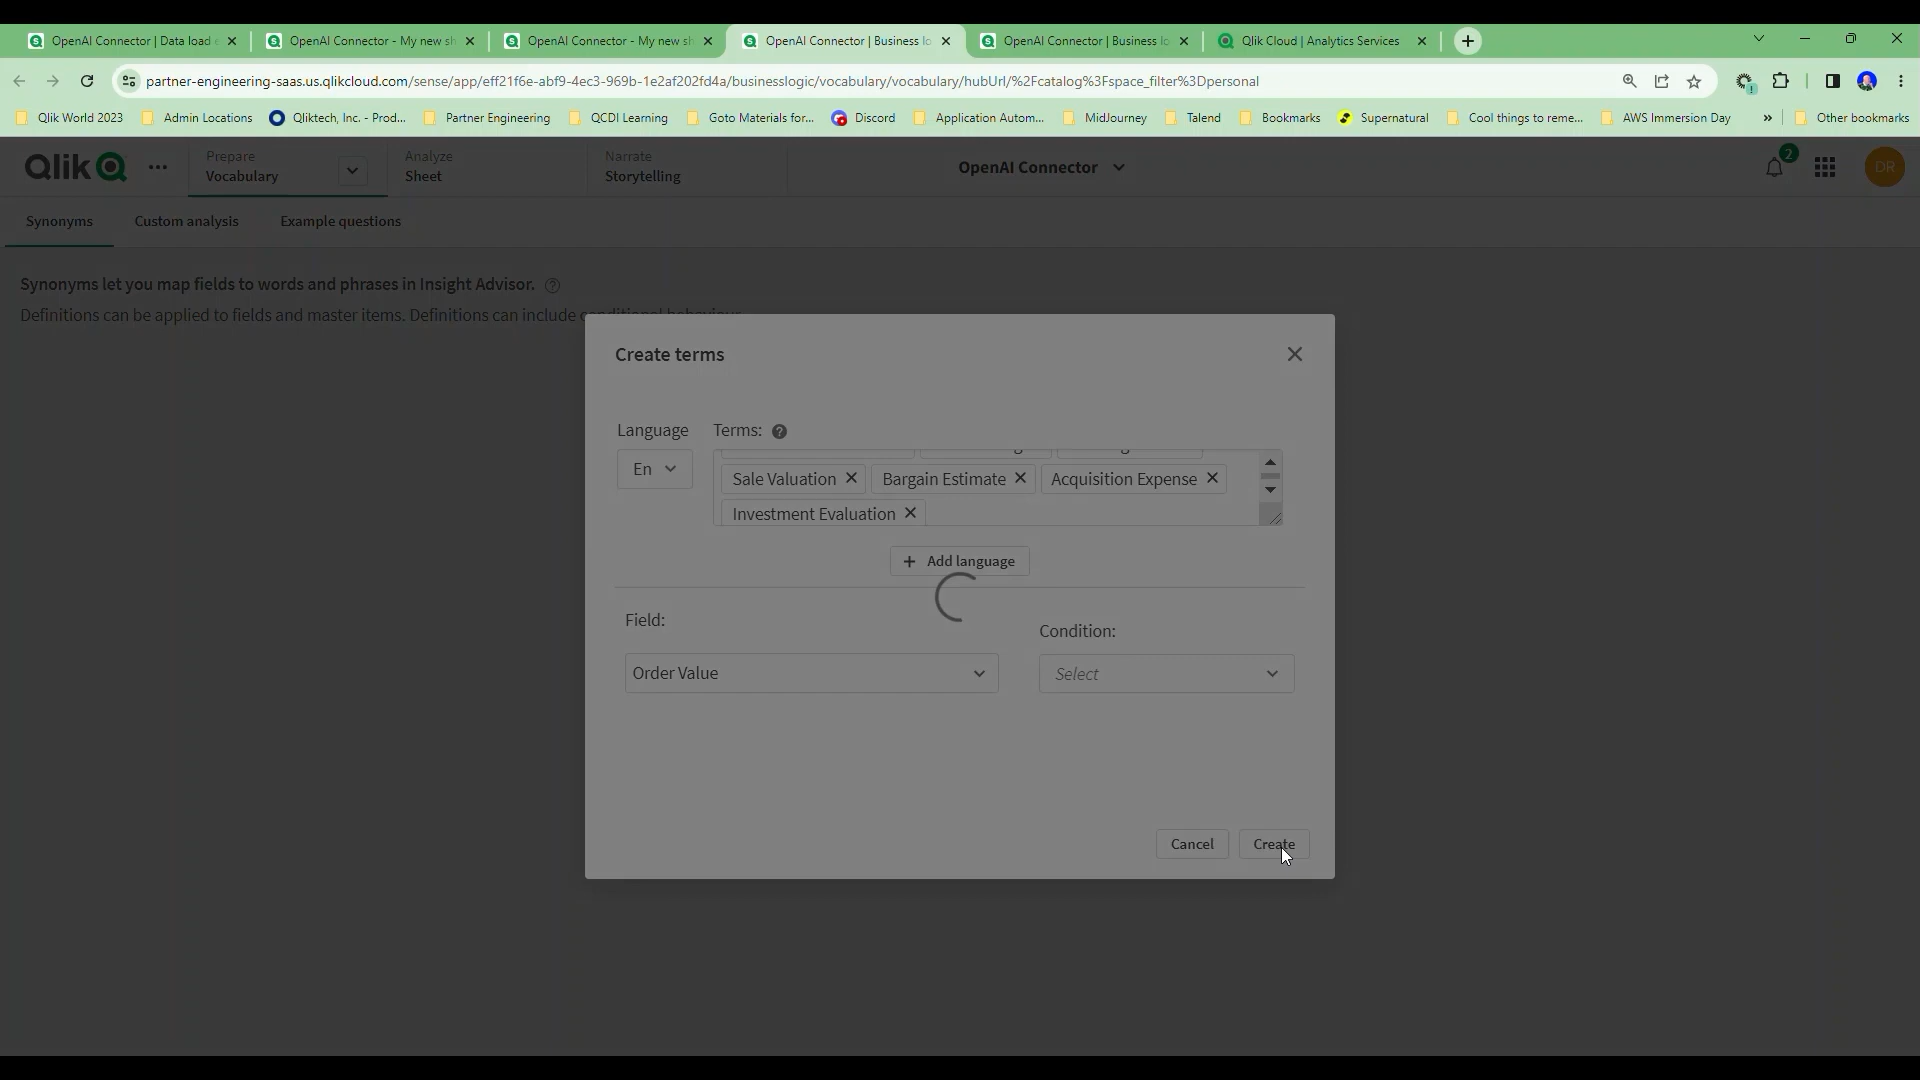 OpenAI Connector | Data load e
OpenAI Connector - My new sh
OpenAI Connector - My new sh
OpenAI Connector | Business lo
OpenAI Connector | Business lo
Qlik Cloud | Analytics Services
partner-engineering-saas.us.qlikcloud.com/sense/app/eff21f6e-abf9-4ec3-969b-1e2af202fd4a/businesslogic/vocabulary/vocabulary/hubUrl/%2Fcatalog%3Fspace_filter%3Dpersonal
Qlik World 2023
Admin Locations
Qliktech, Inc. - Prod...
Partner Engineering
QCDI Learning
Goto Materials for...
Discord
Application Autom...
MidJourney
Talend
Bookmarks
Supernatural
Cool things to reme...
AWS Immersion Day
»
Other bookmarks
Qlik
Prepare
Vocabulary
Analyze
Sheet
Narrate
Storytelling
OpenAI Connector
2
DR
Synonyms
Custom analysis
Example questions
Synonyms let you map fields to words and phrases in Insight Advisor. ?
Definitions can be applied to fields and master items. Definitions can include conditional behaviour.
Create terms
Language
Terms: ?
En
Sale Valuation
Bargain Estimate
Acquisition Expense
Investment Evaluation
+ Add language
Field:
Condition:
Order Value
Select
Cancel
Create